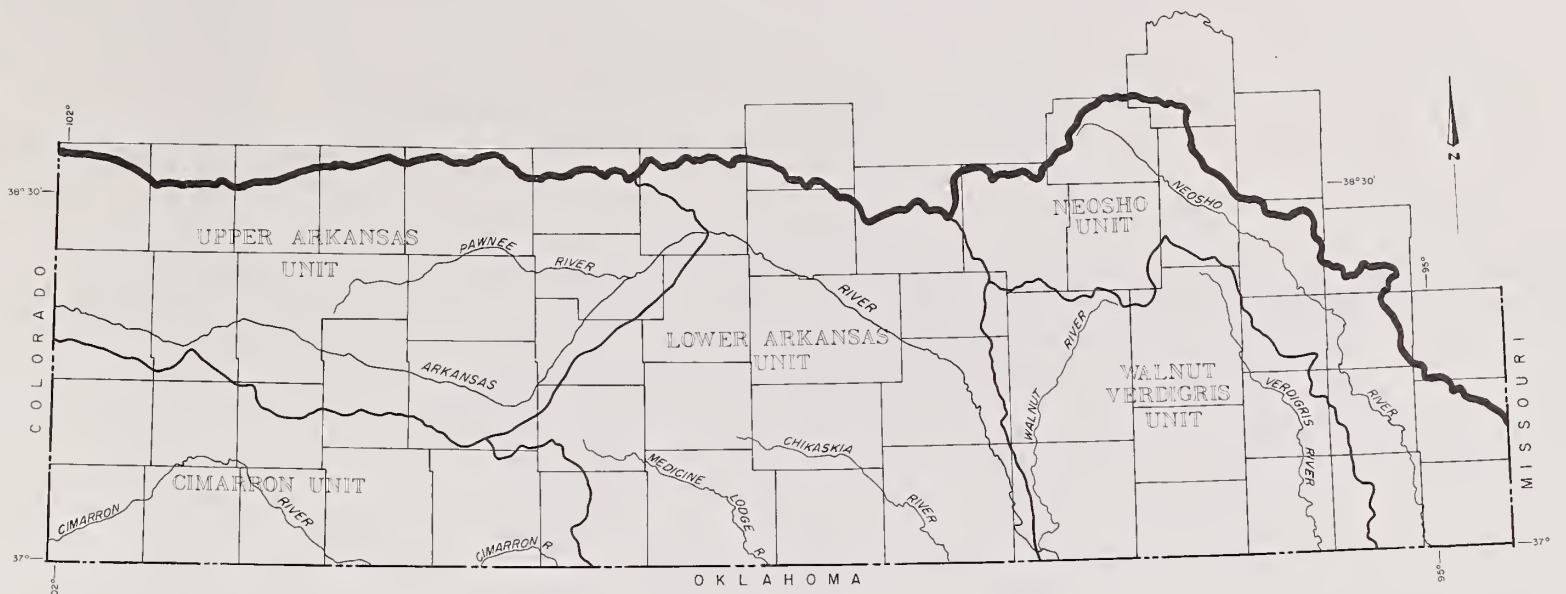 102°
38°30'
38°30'
N
NEOSHO
UNIT
NEOSHO
RIVER
UPPER ARKANSAS
UNIT
PAWNEE
RIVER
COLORADO
ARKANSAS
RIVER
LOWER ARKANSAS
UNIT
WALNUT
RIVER
WALNUT
VERDIGRIS
UNIT
VERDIGRIS
RIVER
95°
MISSOURI
CIMARRON UNIT
CIMARRON
RIVER
CIMARRON R.
MEDICINE
LODGE
R.
CHIKASKIA
RIVER
37°
37°
102°
95°
OKLAHOMA